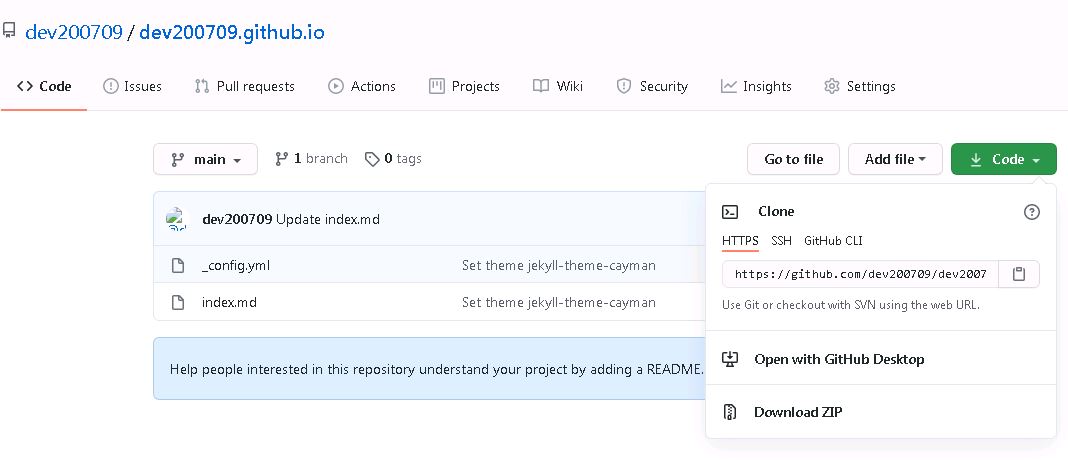 dev200709 / dev200709.github.io
Code Issues Pull requests Actions Projects Wiki Security Insights Settings
main 1 branch 0 tags Go to file Add file Code
dev200709 Update index.md
_config.yml Set theme jekyll-theme-cayman
index.md Set theme jekyll-theme-cayman
Help people interested in this repository understand your project by adding a README.
Clone
HTTPS SSH GitHub CLI
https://github.com/dev200709/dev2007
Use Git or checkout with SVN using the web URL.
Open with GitHub Desktop
Download ZIP